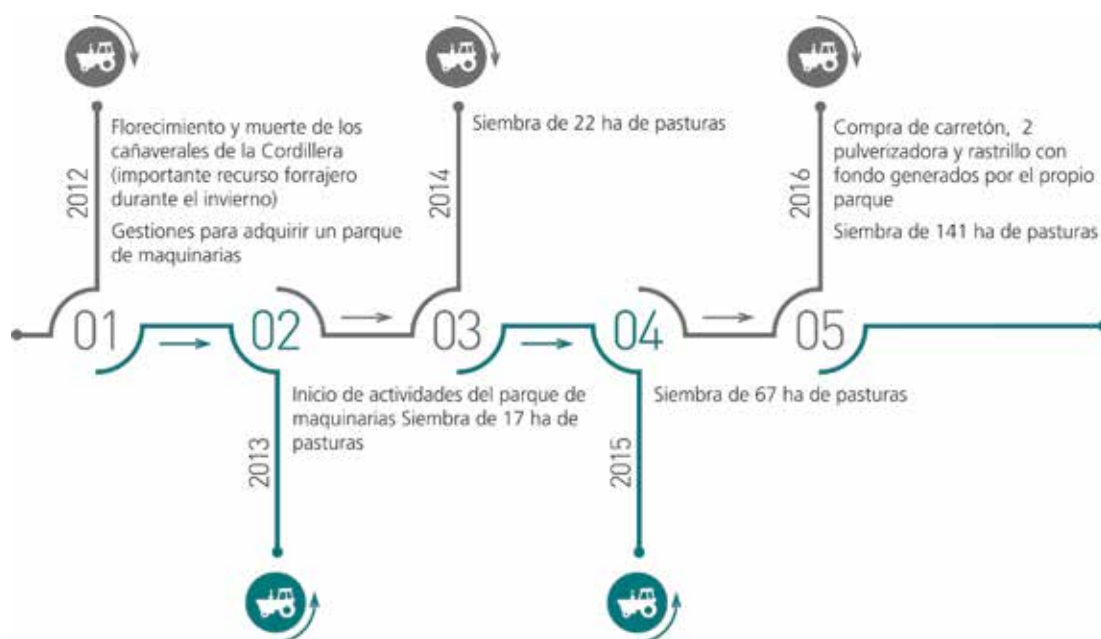 2012
Florecimiento y muerte de los
cañaverales de la Cordillera
(importante recurso forrajero
durante el invierno)
Gestiones para adquirir un parque
de maquinarias
01
02
2013
Inicio de actividades del parque de
maquinarias Siembra de 17 ha de
pasturas
2014
Siembra de 22 ha de pasturas
03
04
2015
Siembra de 67 ha de pasturas
2016
Compra de carretón, 2
pulverizadora y rastrillo con
fondo generados por el propio
parque
Siembra de 141 ha de pasturas
05